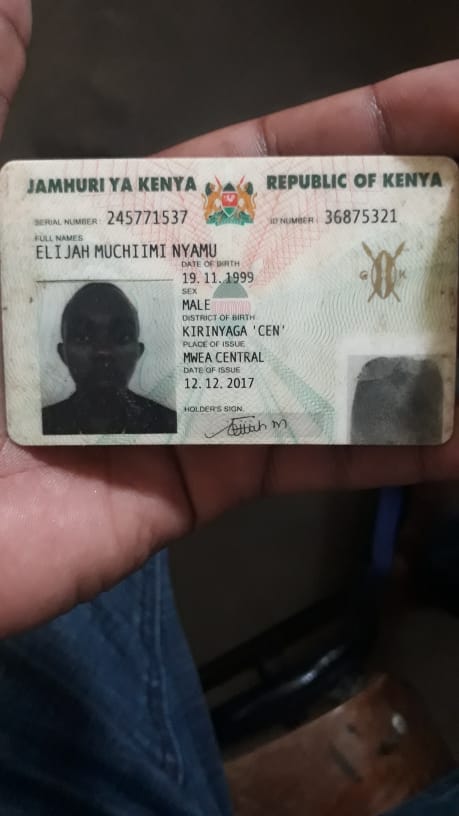 JAMHURI YA KENYA REPUBLIC OF KENYA
SERIAL NUMBER: 245771537 ID NUMBER: 36875321
FULL NAMES
ELIJAH MUCHIIMI NYAMU
DATE OF BIRTH
19.11.1999
SEX
MALE
G K
DISTRICT OF BIRTH
KIRINYAGA 'CEN'
PLACE OF ISSUE
MWEA CENTRAL
DATE OF ISSUE
12.12.2017
HOLDER'S SIGN.